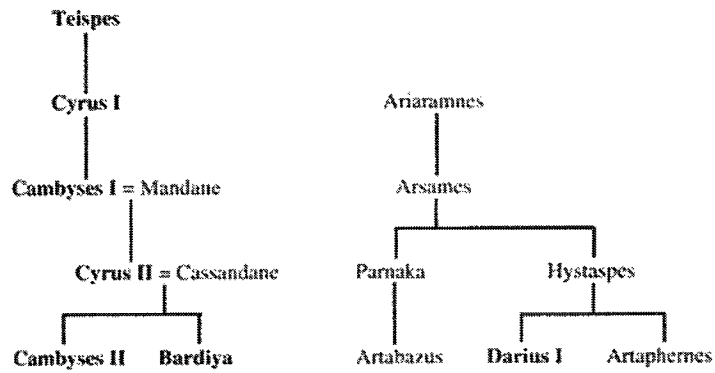 Teispes
Cyrus I Ariaramnes
Cambyses I = Mandane Arsames
Cyrus II = Cassandane Parnaka Hystaspes
Cambyses II Bardiya Artabazus Darius I Artaphernes